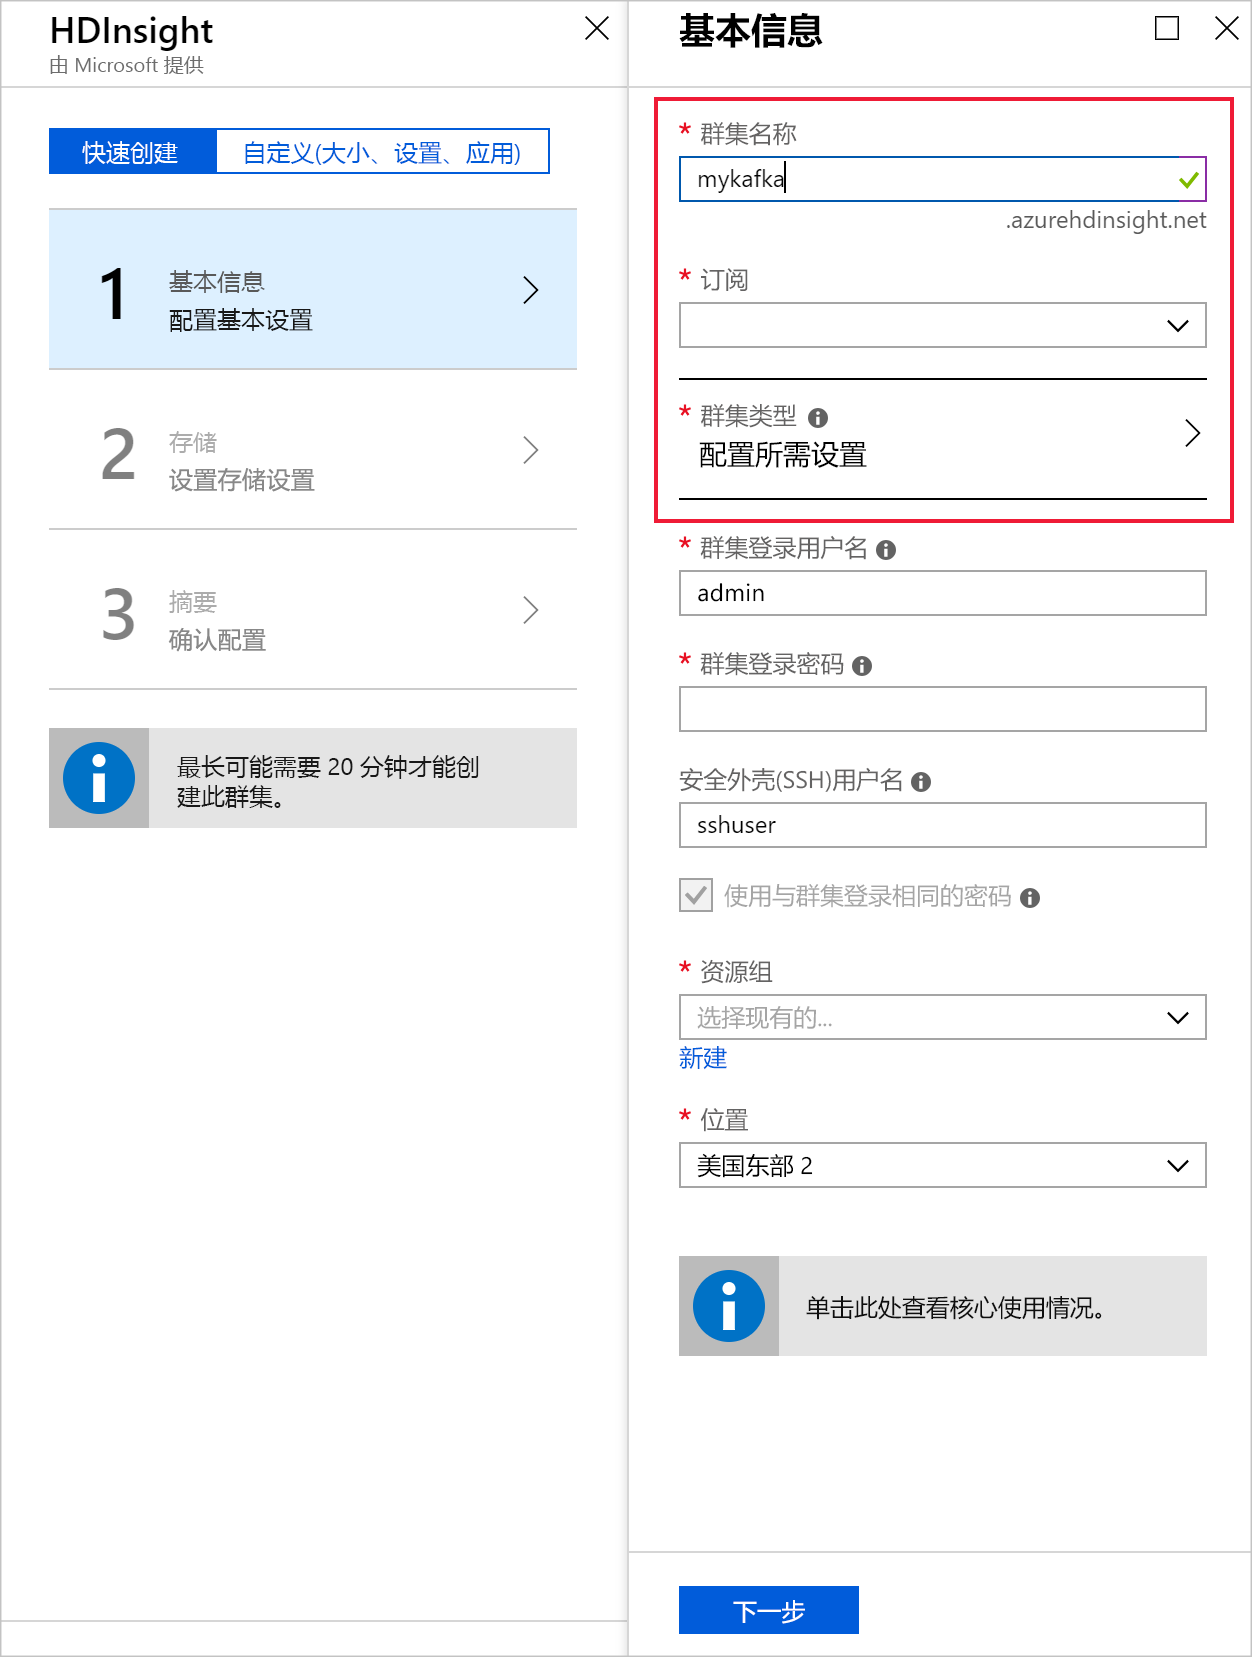 HDInsight
由 Microsoft 提供
快速创建
自定义(大小、设置、应用)
1
基本信息
配置基本设置
2
存储
设置存储设置
3
摘要
确认配置
最长可能需要 20 分钟才能创
建此群集。
基本信息
* 群集名称
mykafka
.azurehdinsight.net
* 订阅
* 群集类型
配置所需设置
* 群集登录用户名
admin
* 群集登录密码
安全外壳(SSH)用户名
sshuser
使用与群集登录相同的密码
* 资源组
选择现有的...
新建
* 位置
美国东部 2
单击此处查看核心使用情况。
下一步